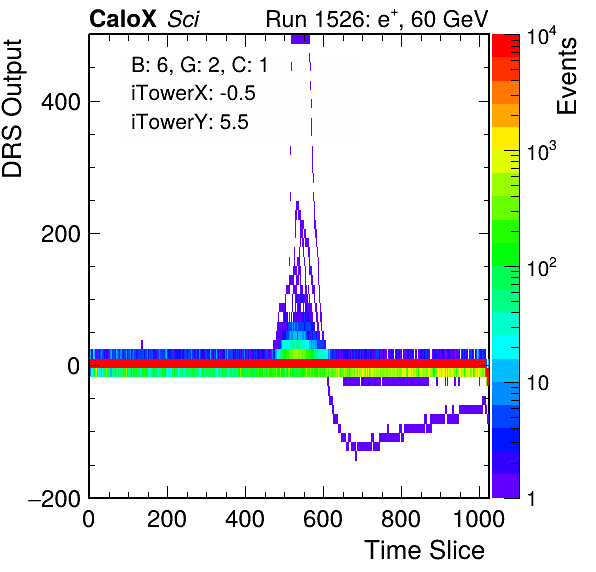 CaloX Sci Run 1526: e+, 60 GeV
B: 6, G: 2, C: 1
iTowerX: -0.5
iTowerY: 5.5
DRS Output
400
200
0
−200
0 200 400 600 800 1000
Time Slice
Events
10^4
10^3
10^2
10
1